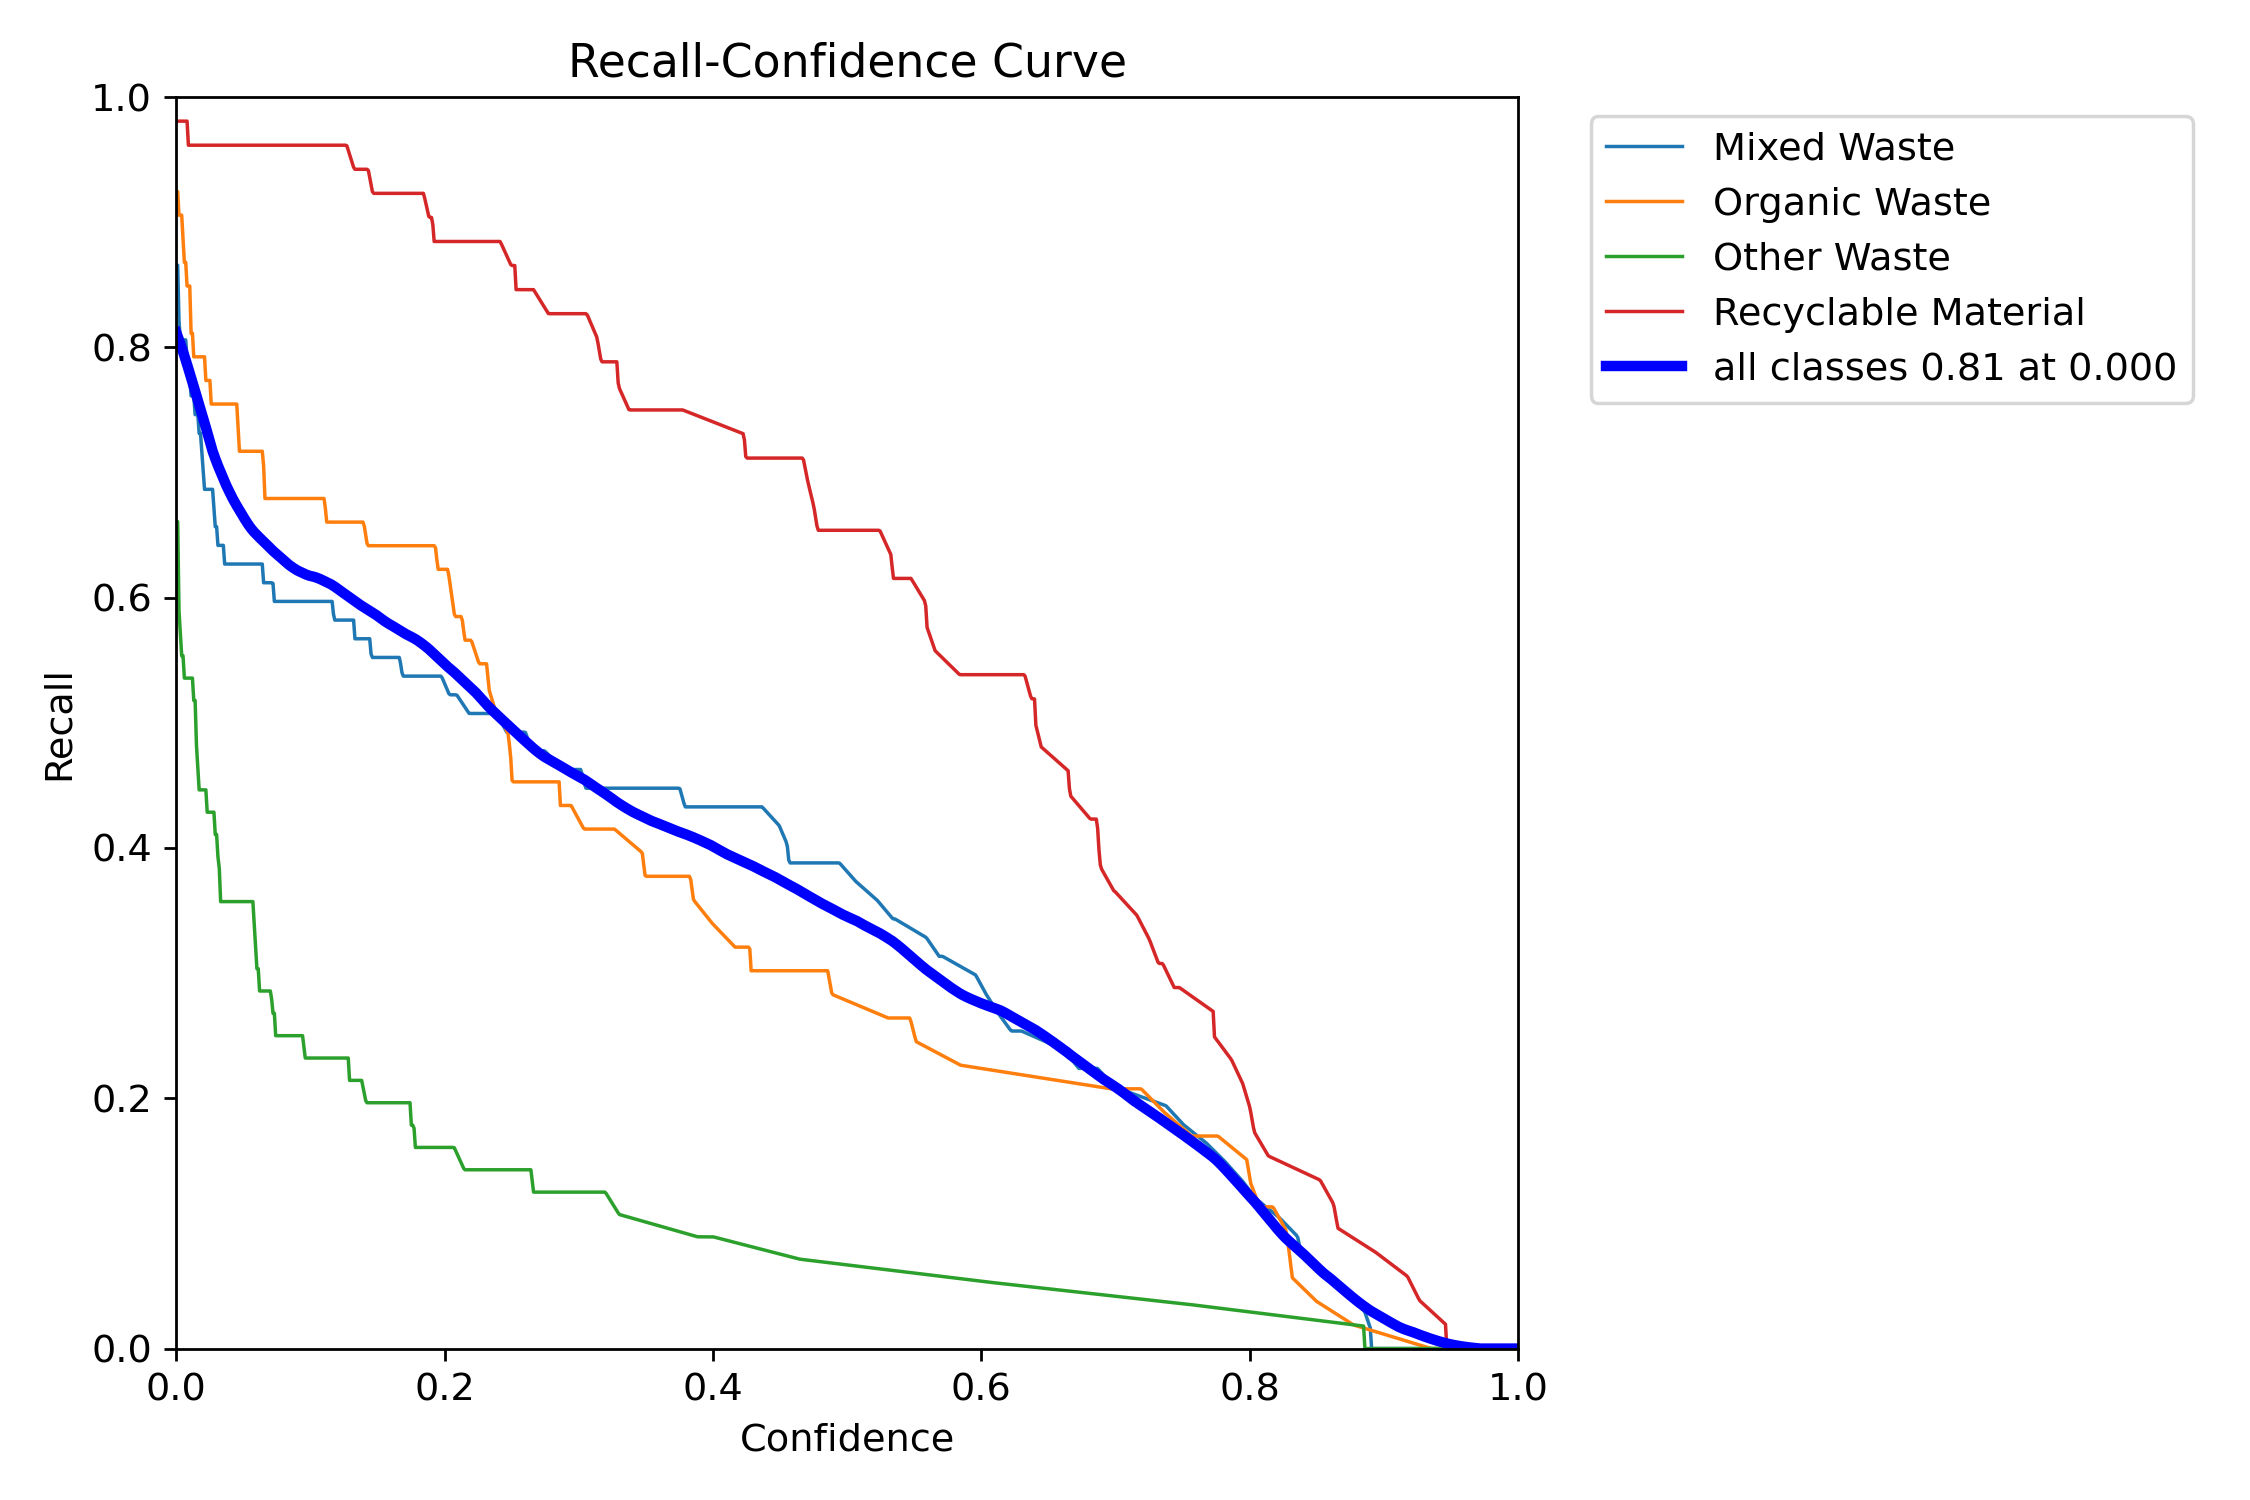 Recall-Confidence Curve
1.0
0.8
0.6
0.4
0.2
0.0
Recall
0.0 0.2 0.4 0.6 0.8 1.0
Confidence
Mixed Waste
Organic Waste
Other Waste
Recyclable Material
all classes 0.81 at 0.000